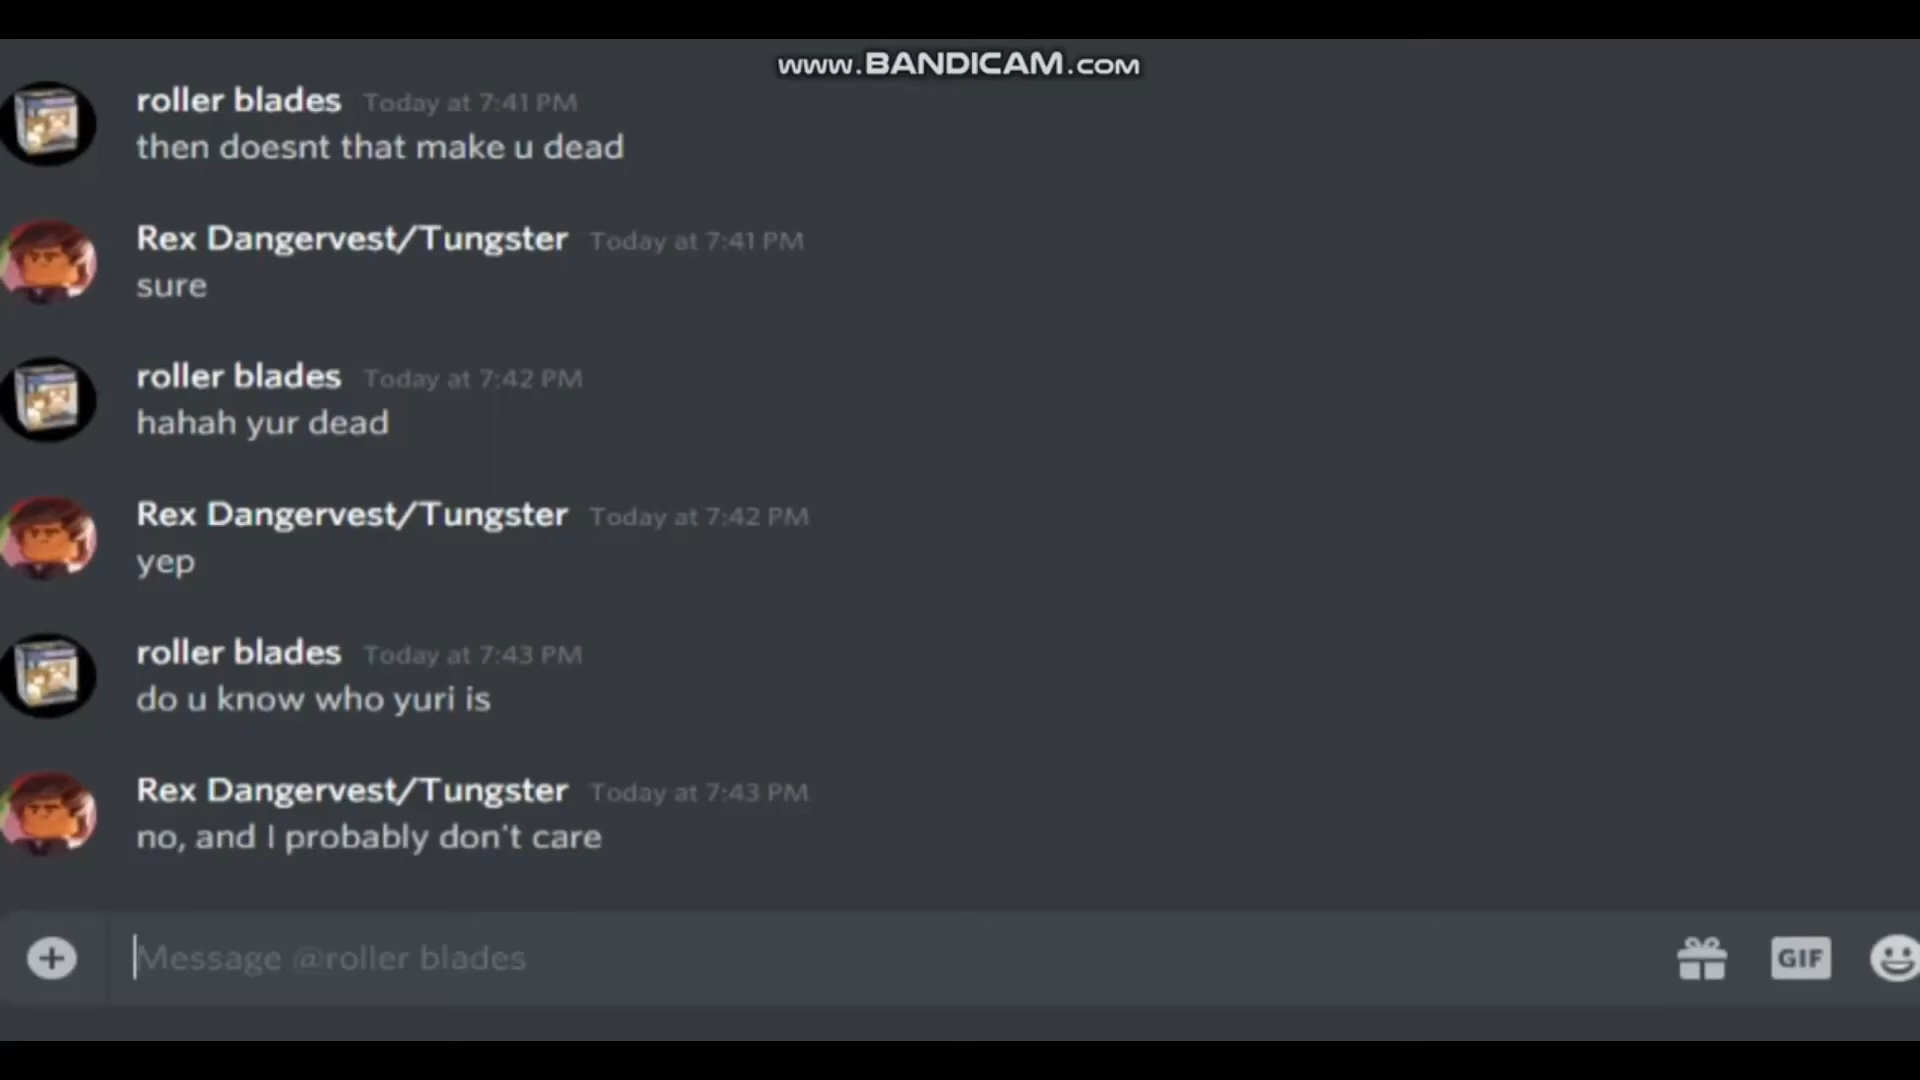 www.BANDICAM.com
roller blades Today at 7:41 PM
then doesnt that make u dead
Rex Dangervest/Tungster Today at 7:41 PM
sure
roller blades Today at 7:42 PM
hahah yur dead
Rex Dangervest/Tungster Today at 7:42 PM
yep
roller blades Today at 7:43 PM
do u know who yuri is
Rex Dangervest/Tungster Today at 7:43 PM
no, and I probably don't care
Message @roller blades
GIF